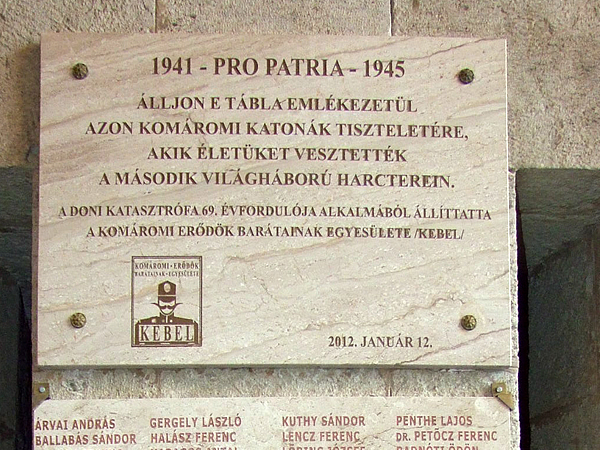 1941 - PRO PATRIA - 1945
ÁLLJON E TÁBLA EMLÉKEZETÜL
AZON KOMÁROMI KATONÁK TISZTELETÉRE,
AKIK ÉLETÜKET VESZTETTÉK
A MÁSODIK VILÁGHÁBORÚ HARCTEREIN.
A DONI KATASZTRÓFA 69. ÉVFORDULÓJA ALKALMÁBÓL ÁLLÍTTATTA
A KOMÁROMI ERŐDÖK BARÁTAINAK EGYESÜLETE /KEBEL/
KOMÁROMI - ERŐDÖK
BARÁTAINAK - EGYESÜLETE
KEBEL
2012. JANUÁR 12.
ÁRVAI ANDRÁS GERGELY LÁSZLÓ KUTHY SÁNDOR PENTHE LAJOS
BALLABÁS SÁNDOR HALÁSZ FERENC LENCZ FERENC DR. PETŐCZ FERENC